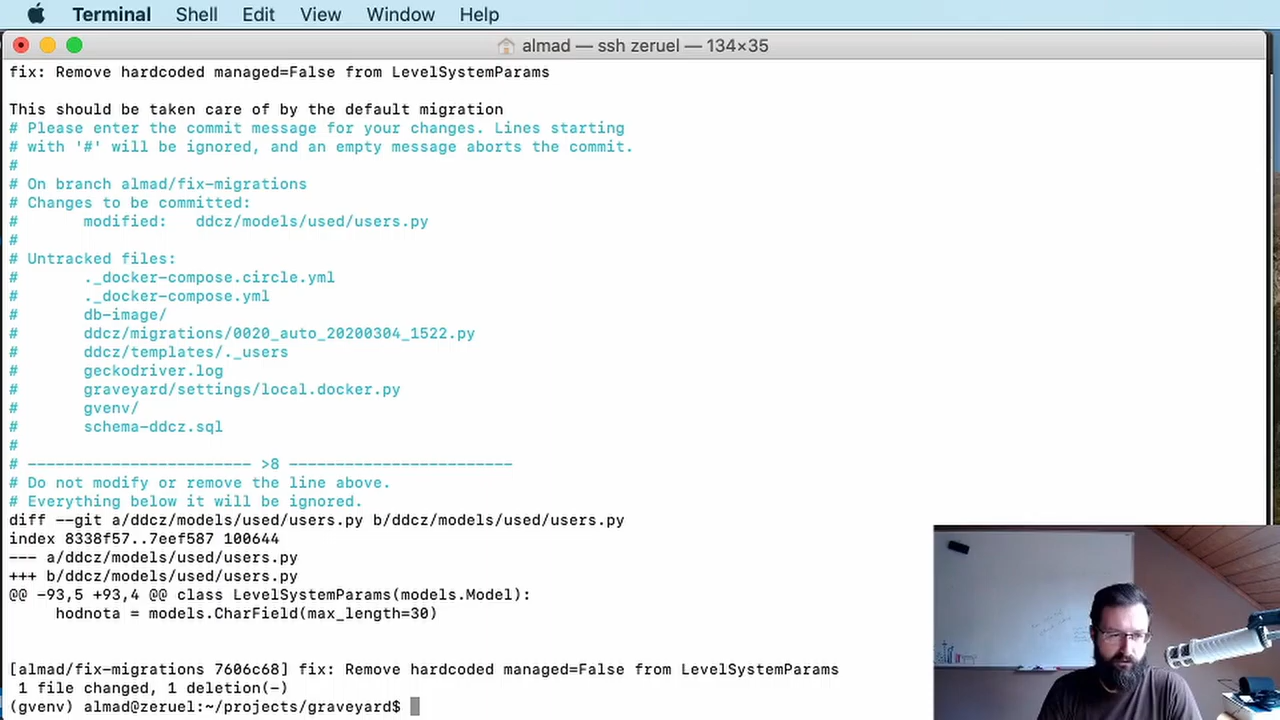 Terminal Shell Edit View Window Help
almad — ssh zeruel — 134×35
fix: Remove hardcoded managed=False from LevelSystemParams
This should be taken care of by the default migration
# Please enter the commit message for your changes. Lines starting
# with '#' will be ignored, and an empty message aborts the commit.
#
# On branch almad/fix-migrations
# Changes to be committed:
#       modified:   ddcz/models/used/users.py
#
# Untracked files:
#       ._docker-compose.circle.yml
#       ._docker-compose.yml
#       db-image/
#       ddcz/migrations/0020_auto_20200304_1522.py
#       ddcz/templates/._users
#       geckodriver.log
#       graveyard/settings/local.docker.py
#       gvenv/
#       schema-ddcz.sql
#
# ------------------------ >8 ------------------------
# Do not modify or remove the line above.
# Everything below it will be ignored.
diff --git a/ddcz/models/used/users.py b/ddcz/models/used/users.py
index 8338f57..7eef587 100644
--- a/ddcz/models/used/users.py
+++ b/ddcz/models/used/users.py
@@ -93,5 +93,4 @@ class LevelSystemParams(models.Model):
     hodnota = models.CharField(max_length=30)
[almad/fix-migrations 7606c68] fix: Remove hardcoded managed=False from LevelSystemParams
 1 file changed, 1 deletion(-)
(gvenv) almad@zeruel:~/projects/graveyard$